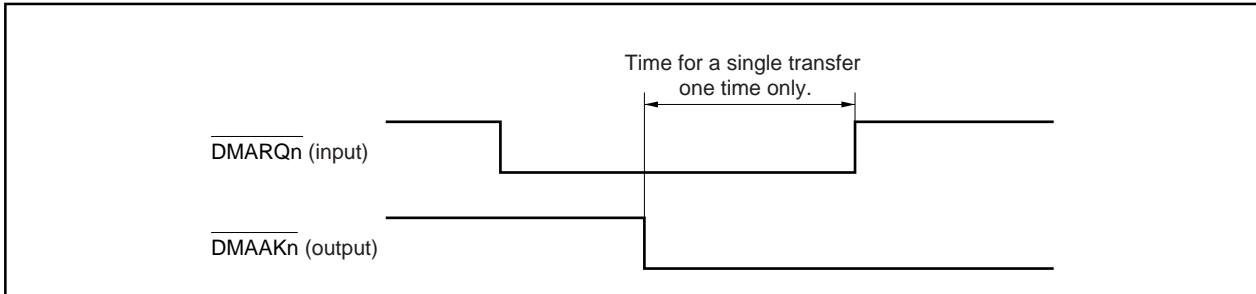 Time for a single transfer
one time only.
DMARQn (input)
DMAAKn (output)